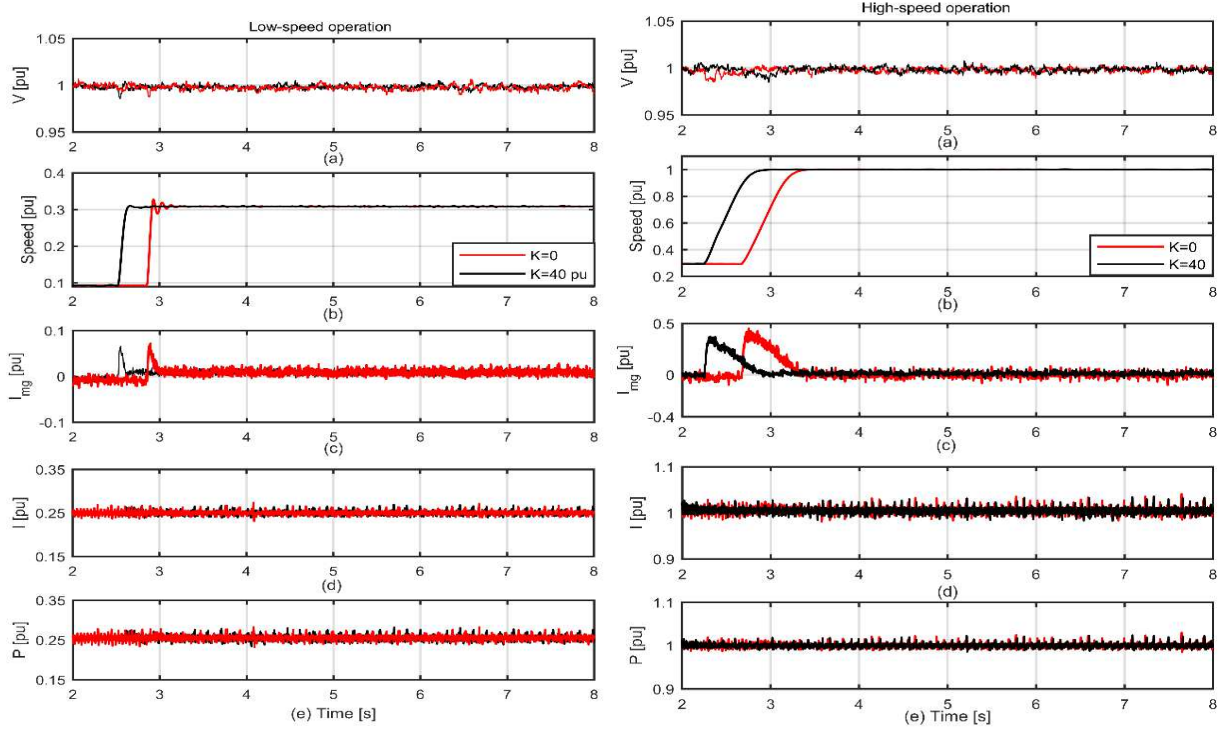 Low-speed operation
1.05
1
0.95
V [pu]
2 3 4 5 6 7 8
(a)
0.4
0.3
0.2
0.1
Speed [pu]
K=0
K=40 pu
2 3 4 5 6 7 8
(b)
0.1
0
-0.1
Img [pu]
2 3 4 5 6 7 8
(c)
0.35
0.25
0.15
I [pu]
2 3 4 5 6 7 8
(d)
0.35
0.25
0.15
P [pu]
2 3 4 5 6 7 8
(e) Time [s]
High-speed operation
1.05
1
0.95
V [pu]
2 3 4 5 6 7 8
(a)
1
0.8
0.6
0.4
0.2
Speed [pu]
K=0
K=40
2 3 4 5 6 7 8
(b)
0.5
0
-0.4
Img [pu]
2 3 4 5 6 7 8
(c)
1.1
1
0.9
I [pu]
2 3 4 5 6 7 8
(d)
1.1
1
0.9
P [pu]
2 3 4 5 6 7 8
(e) Time [s]